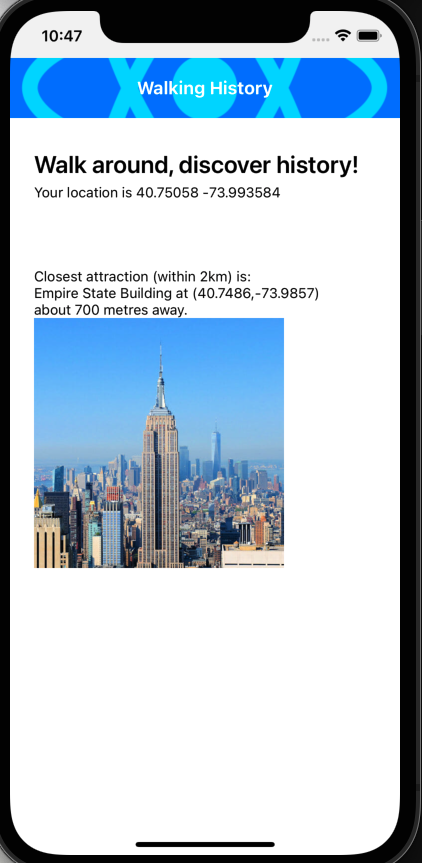 10:47
Walking History
Walk around, discover history!
Your location is 40.75058 -73.993584
Closest attraction (within 2km) is:
Empire State Building at (40.7486,-73.9857)
about 700 metres away.